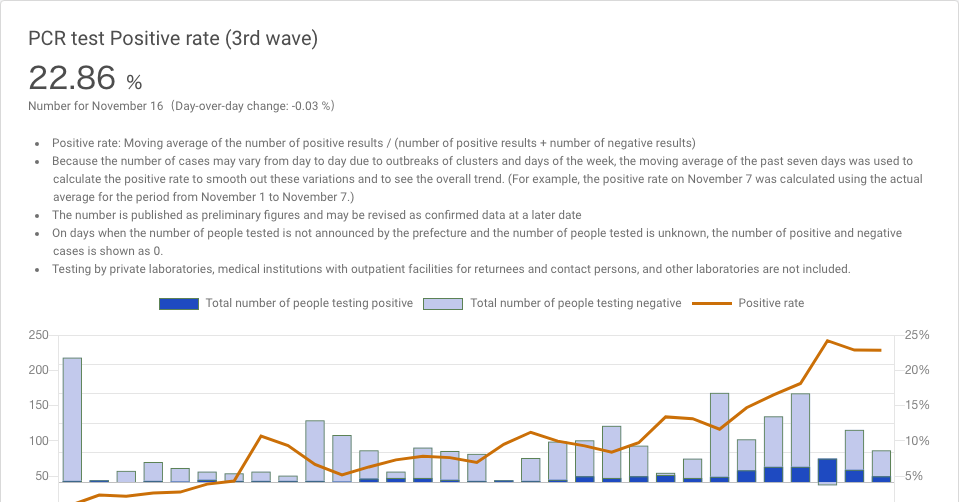 PCR test Positive rate (3rd wave)
22.86 %
Number for November 16 (Day-over-day change: -0.03 %)
• Positive rate: Moving average of the number of positive results / (number of positive results + number of negative results)
• Because the number of cases may vary from day to day due to outbreaks of clusters and days of the week, the moving average of the past seven days was used to
calculate the positive rate to smooth out these variations and to see the overall trend. (For example, the positive rate on November 7 was calculated using the actual
average for the period from November 1 to November 7.)
• The number is published as preliminary figures and may be revised as confirmed data at a later date
• On days when the number of people tested is not announced by the prefecture and the number of people tested is unknown, the number of positive and negative
cases is shown as 0.
• Testing by private laboratories, medical institutions with outpatient facilities for returnees and contact persons, and other laboratories are not included.
Total number of people testing positive Total number of people testing negative Positive rate
250 25%
200 20%
150 15%
100 10%
50 5%